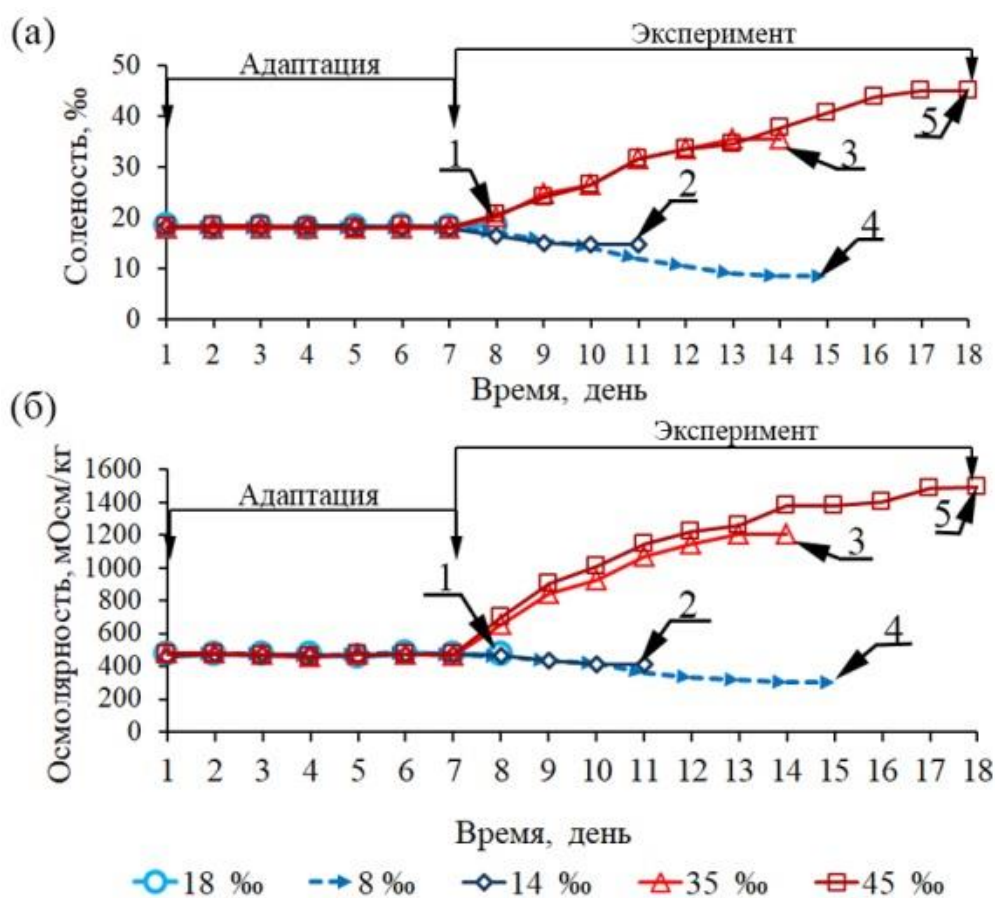 (а)
Эксперимент
Адаптация
Соленость, ‰
50
40
30
20
10
0
1
2
3
4
5
1 2 3 4 5 6 7 8 9 10 11 12 13 14 15 16 17 18
Время, день
(б)
Эксперимент
Адаптация
Осмолярность, мОсм/кг
1600
1400
1200
1000
800
600
400
200
0
1
2
3
4
5
1 2 3 4 5 6 7 8 9 10 11 12 13 14 15 16 17 18
Время, день
18 ‰ 8 ‰ 14 ‰ 35 ‰ 45 ‰